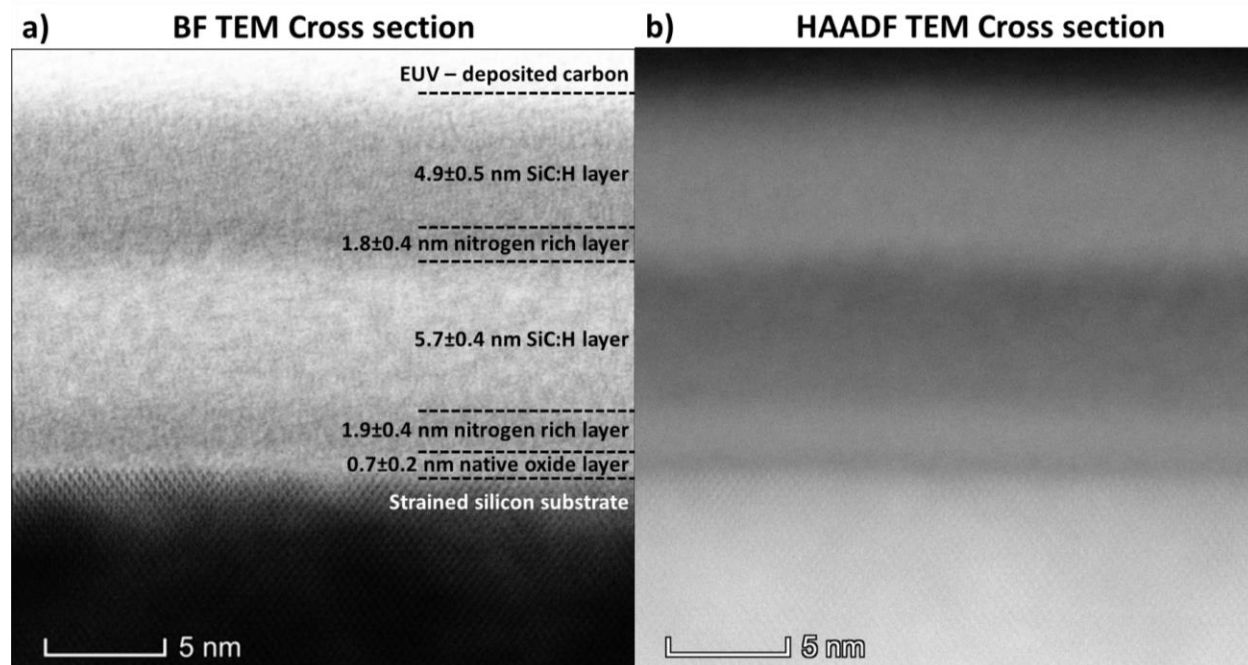 a) BF TEM Cross section
b) HAADF TEM Cross section
EUV – deposited carbon
4.9±0.5 nm SiC:H layer
1.8±0.4 nm nitrogen rich layer
5.7±0.4 nm SiC:H layer
1.9±0.4 nm nitrogen rich layer
0.7±0.2 nm native oxide layer
Strained silicon substrate
5 nm
5 nm